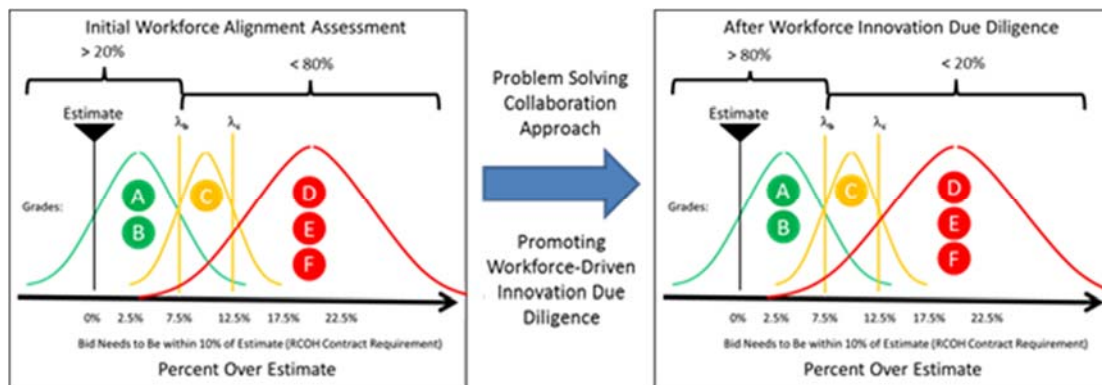 Initial Workforce Alignment Assessment
> 20%
< 80%
Estimate
λb
λc
A
B
C
D
E
F
Grades:
0% 2.5% 7.5% 12.5% 17.5% 22.5%
Bid Needs to Be within 10% of Estimate (RCOH Contract Requirement)
Percent Over Estimate
Problem Solving
Collaboration
Approach
Promoting
Workforce-Driven
Innovation Due
Diligence
After Workforce Innovation Due Diligence
> 80%
< 20%
Estimate
λb
λc
A
B
C
D
E
F
Grades:
0% 2.5% 7.5% 12.5% 17.5% 22.5%
Bid Needs to Be within 10% of Estimate (RCOH Contract Requirement)
Percent Over Estimate